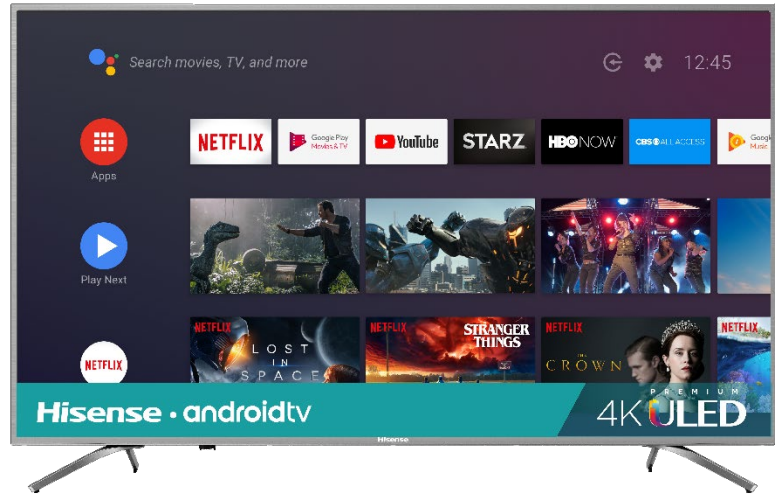 Search movies, TV, and more
12:45
Apps
NETFLIX
Google Play
Movies & TV
YouTube
STARZ
HBO NOW
CBS ALL ACCESS
Googl
Music
Play Next
NETFLIX
NETFLIX
LOST
IN
SPACE
NETFLIX
STRANGER
THINGS
NETFLIX
THE
CROWN
NETFLIX
Hisense · androidtv
PREMIUM
4K ULED
Hisense